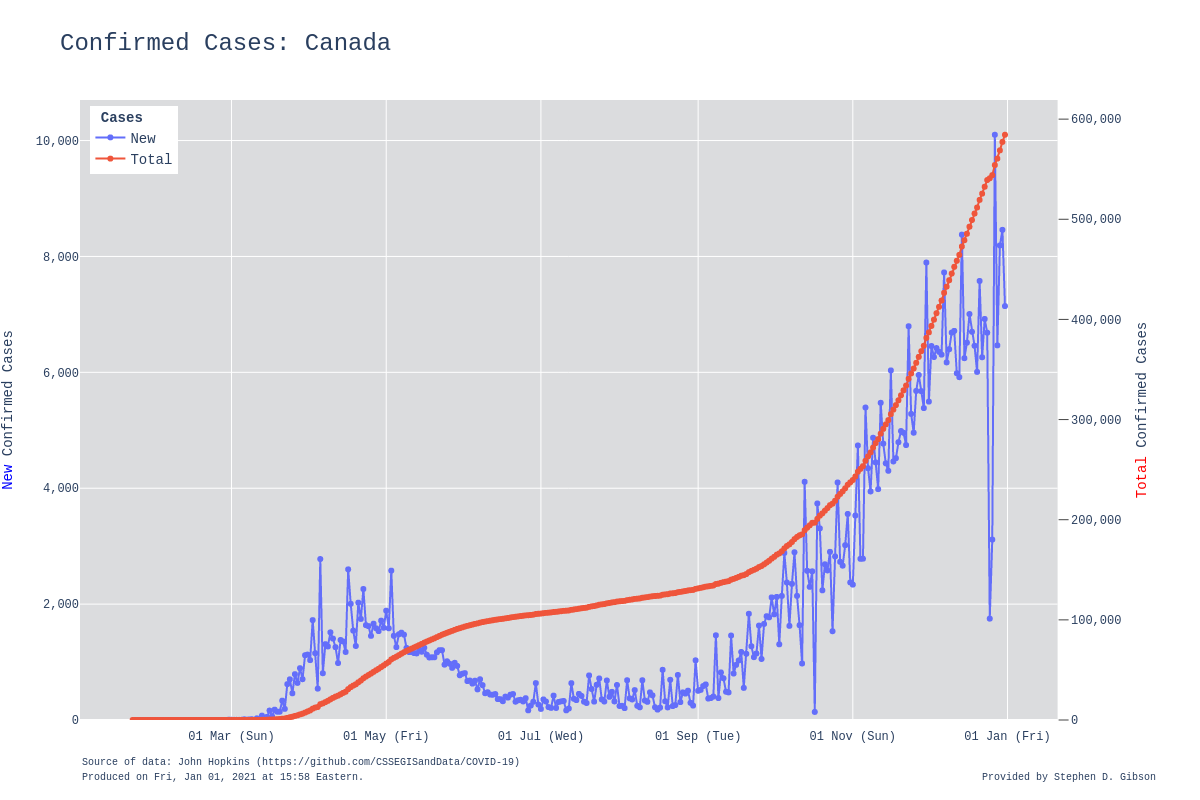 Confirmed Cases: Canada
Cases
New
Total
10,000
8,000
6,000
4,000
2,000
0
600,000
500,000
400,000
300,000
200,000
100,000
0
New Confirmed Cases
Total Confirmed Cases
01 Mar (Sun) 01 May (Fri) 01 Jul (Wed) 01 Sep (Tue) 01 Nov (Sun) 01 Jan (Fri)
Source of data: John Hopkins (https://github.com/CSSEGISandData/COVID-19)
Produced on Fri, Jan 01, 2021 at 15:58 Eastern.
Provided by Stephen D. Gibson